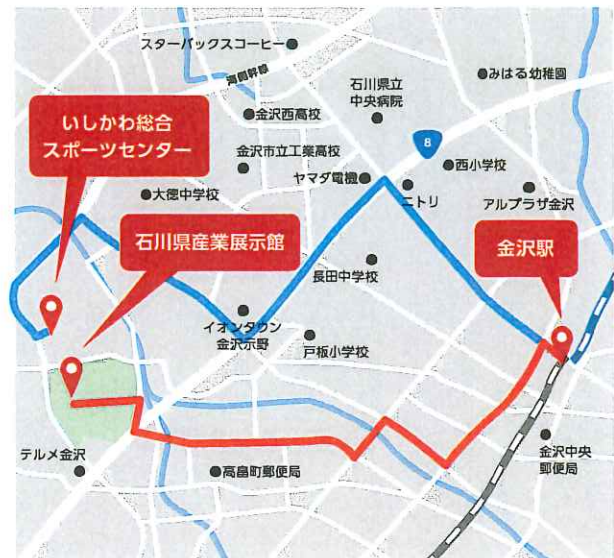 スターバックスコーヒー
みはる幼稚園
海側幹線
石川県立
中央病院
金沢西高校
いしかわ総合
スポーツセンター
金沢市立工業高校
8
西小学校
ヤマダ電機
大徳中学校
ニトリ
アルプラザ金沢
石川県産業展示館
金沢駅
長田中学校
イオンタウン
金沢示野
戸板小学校
テルメ金沢
高畠町郵便局
金沢中央
郵便局